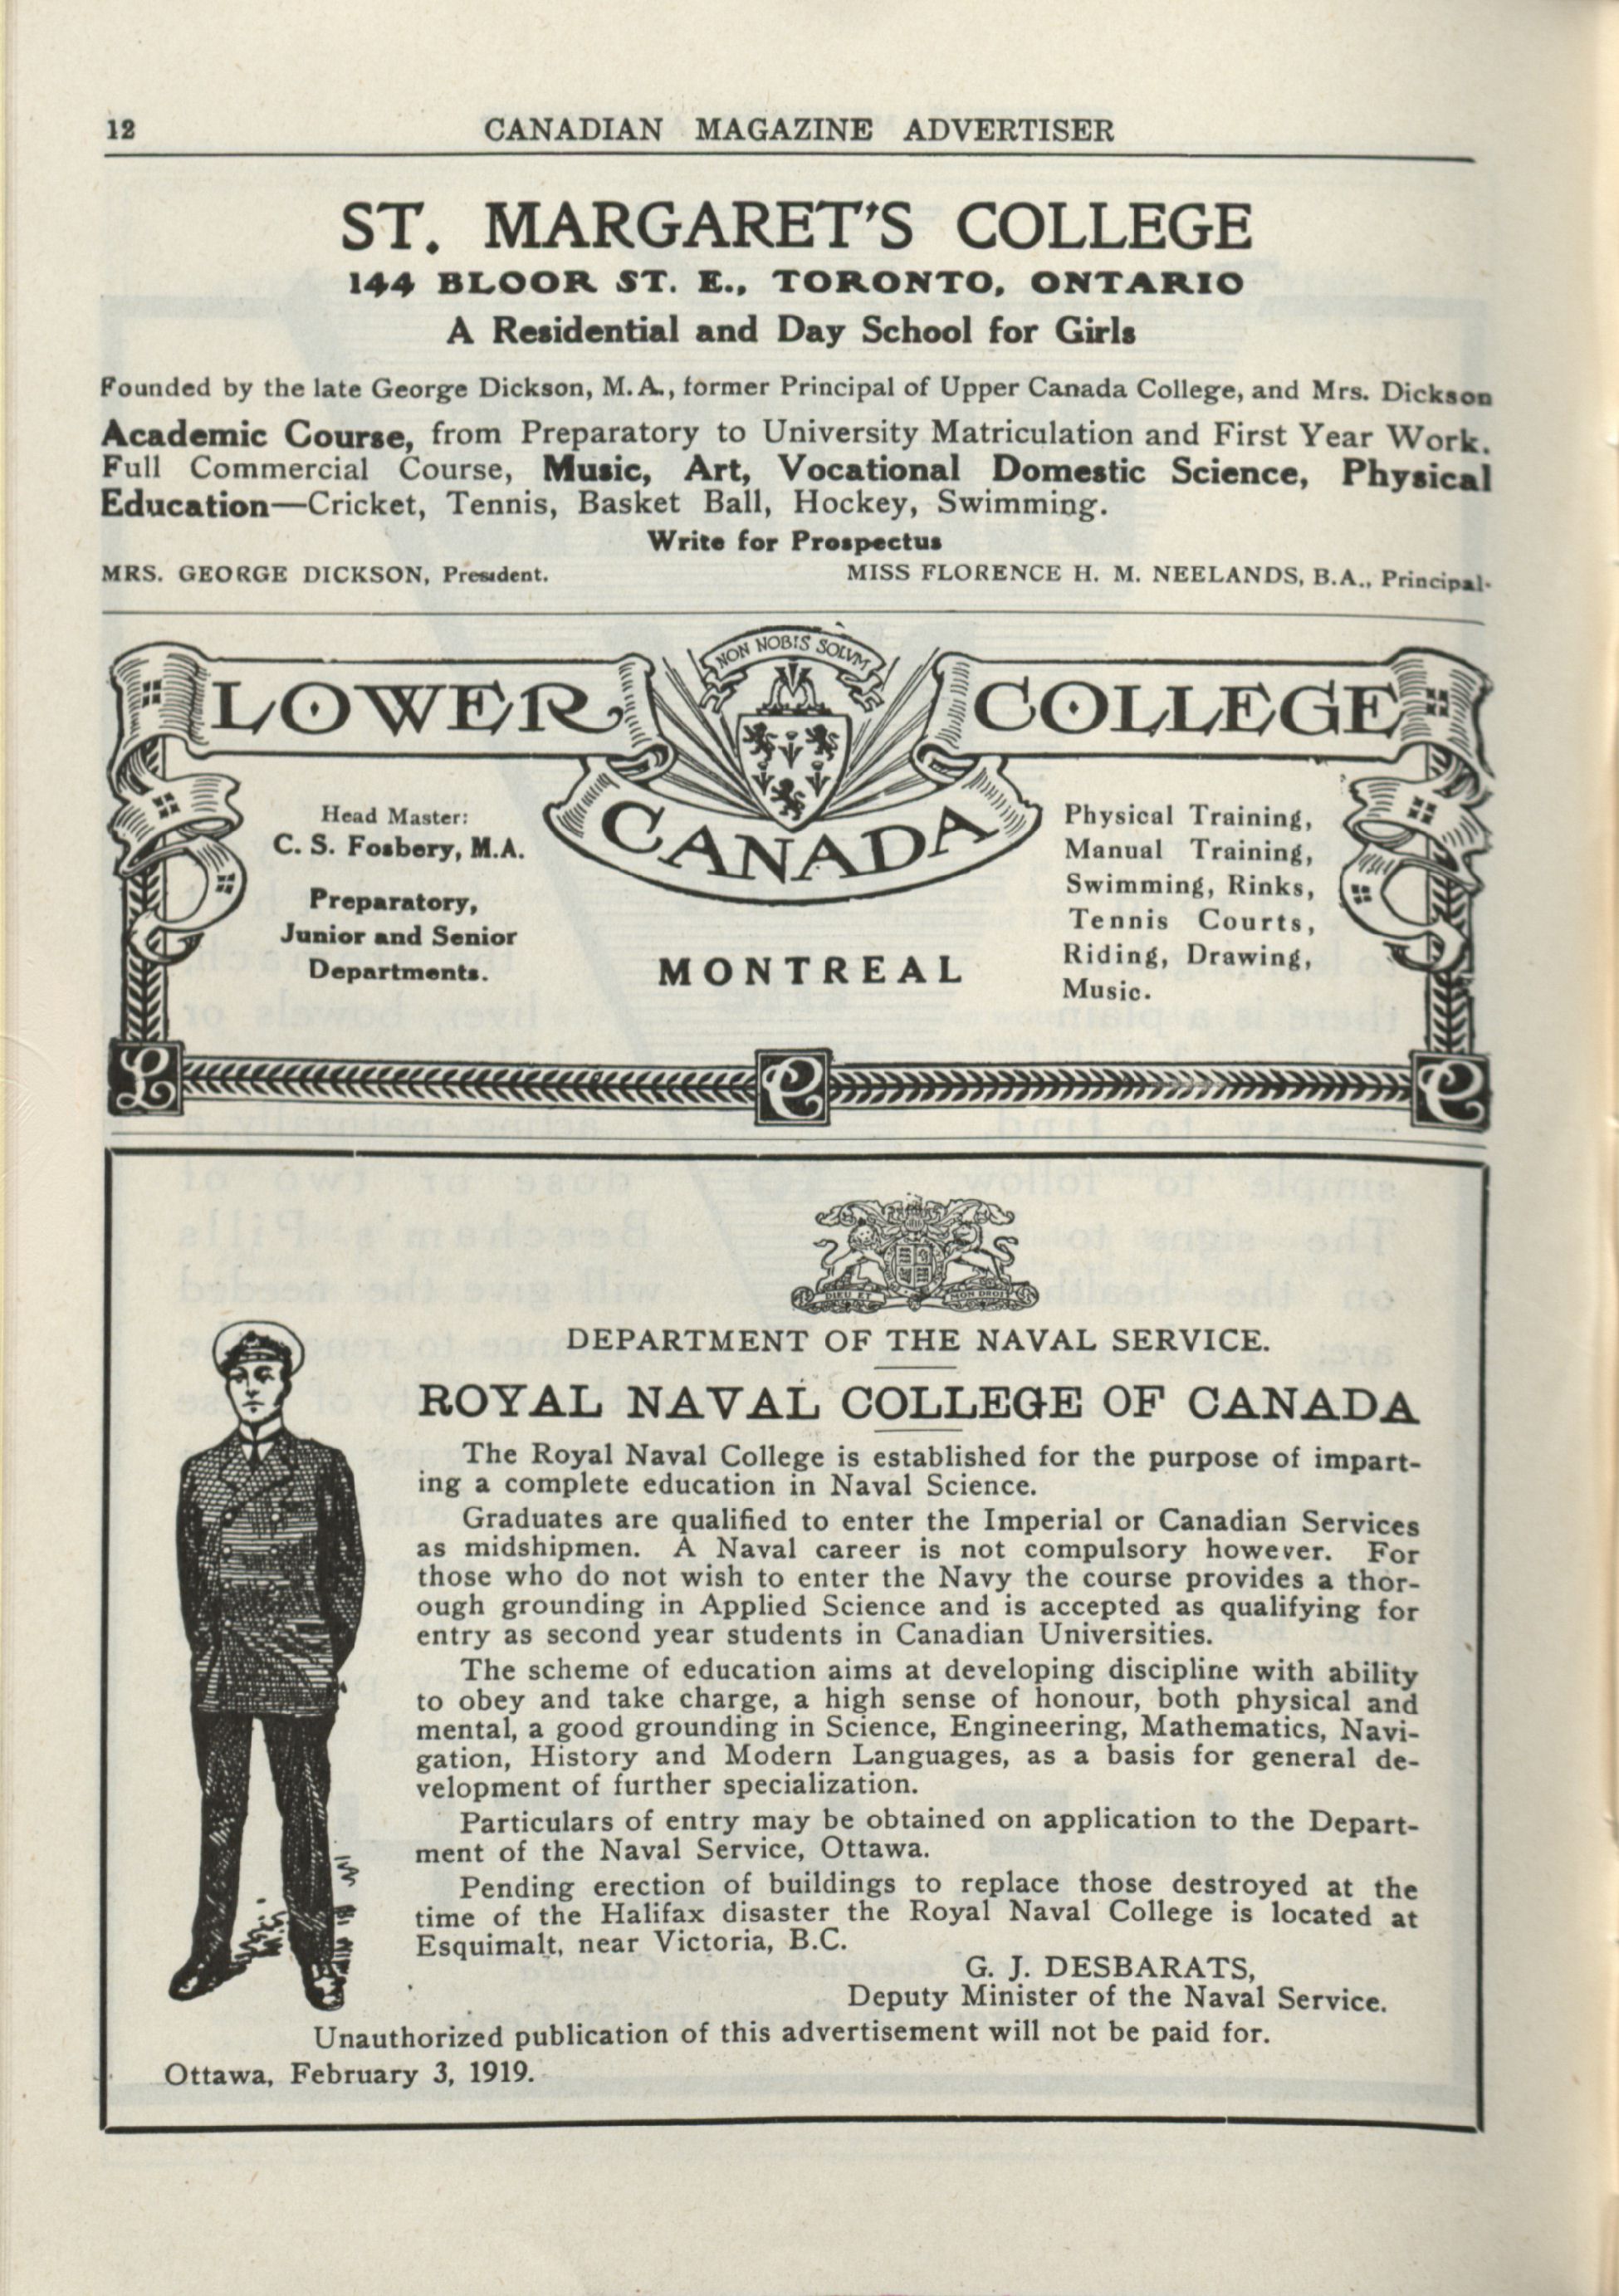 12
CANADIAN MAGAZINE ADVERTISER
ST. MARGARET'S COLLEGE
144 BLOOR ST. E., TORONTO, ONTARIO
A Residential and Day School for Girls
Founded by the late George Dickson, M.A., former Principal of Upper Canada College, and Mrs. Dickson
Academic Course, from Preparatory to University Matriculation and First Year Work.
Full Commercial Course, Music, Art, Vocational Domestic Science, Physical
Education—Cricket, Tennis, Basket Ball, Hockey, Swimming.
Write for Prospectus
MRS. GEORGE DICKSON, President.
MISS FLORENCE H. M. NEELANDS, B.A., Principal.
NON NOBIS SOLVM
LOWER
CANADA
COLLEGE
Head Master:
C. S. Fosbery, M.A.
Preparatory,
Junior and Senior
Departments.
MONTREAL
Physical Training,
Manual Training,
Swimming, Rinks,
Tennis Courts,
Riding, Drawing,
Music.
L C C
DIEU ET MON DROIT
DEPARTMENT OF THE NAVAL SERVICE.
ROYAL NAVAL COLLEGE OF CANADA
The Royal Naval College is established for the purpose of impart-
ing a complete education in Naval Science.
Graduates are qualified to enter the Imperial or Canadian Services
as midshipmen. A Naval career is not compulsory however. For
those who do not wish to enter the Navy the course provides a thor-
ough grounding in Applied Science and is accepted as qualifying for
entry as second year students in Canadian Universities.
The scheme of education aims at developing discipline with ability
to obey and take charge, a high sense of honour, both physical and
mental, a good grounding in Science, Engineering, Mathematics, Navi-
gation, History and Modern Languages, as a basis for general de-
velopment of further specialization.
Particulars of entry may be obtained on application to the Depart-
ment of the Naval Service, Ottawa.
Pending erection of buildings to replace those destroyed at the
time of the Halifax disaster the Royal Naval College is located at
Esquimalt, near Victoria, B.C.
G. J. DESBARATS,
Deputy Minister of the Naval Service.
Unauthorized publication of this advertisement will not be paid for.
Ottawa, February 3, 1919.